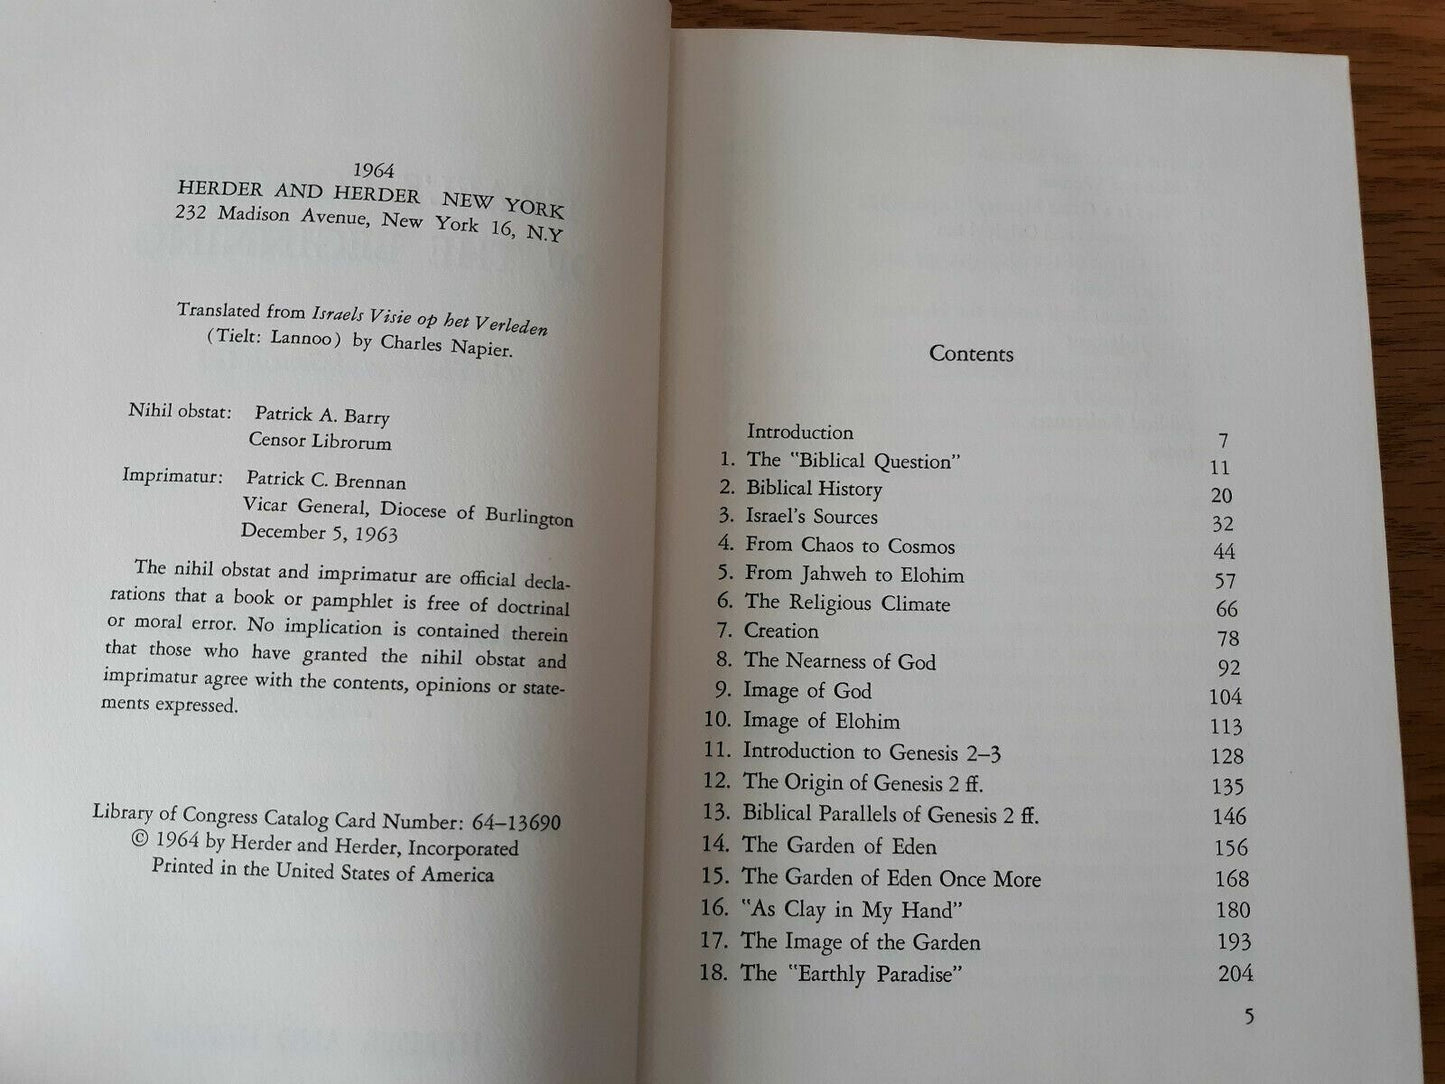 1964
HERDER AND HERDER NEW YORK
232 Madison Avenue, New York 16, N.Y
Translated from Israels Visie op het Verleden
(Tielt: Lannoo) by Charles Napier.
Nihil obstat: Patrick A. Barry
Censor Librorum
Imprimatur: Patrick C. Brennan
Vicar General, Diocese of Burlington
December 5, 1963
The nihil obstat and imprimatur are official decla-
rations that a book or pamphlet is free of doctrinal
or moral error. No implication is contained therein
that those who have granted the nihil obstat and
imprimatur agree with the contents, opinions or state-
ments expressed.
Library of Congress Catalog Card Number: 64–13690
© 1964 by Herder and Herder, Incorporated
Printed in the United States of America
Contents
Introduction 7
1. The "Biblical Question" 11
2. Biblical History 20
3. Israel's Sources 32
4. From Chaos to Cosmos 44
5. From Jahweh to Elohim 57
6. The Religious Climate 66
7. Creation 78
8. The Nearness of God 92
9. Image of God 104
10. Image of Elohim 113
11. Introduction to Genesis 2–3 128
12. The Origin of Genesis 2 ff. 135
13. Biblical Parallels of Genesis 2 ff. 146
14. The Garden of Eden 156
15. The Garden of Eden Once More 168
16. "As Clay in My Hand" 180
17. The Image of the Garden 193
18. The "Earthly Paradise" 204
5